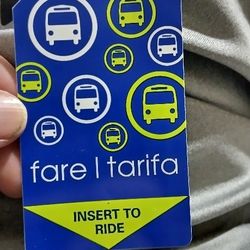 fare | tarifa
INSERT TO
RIDE